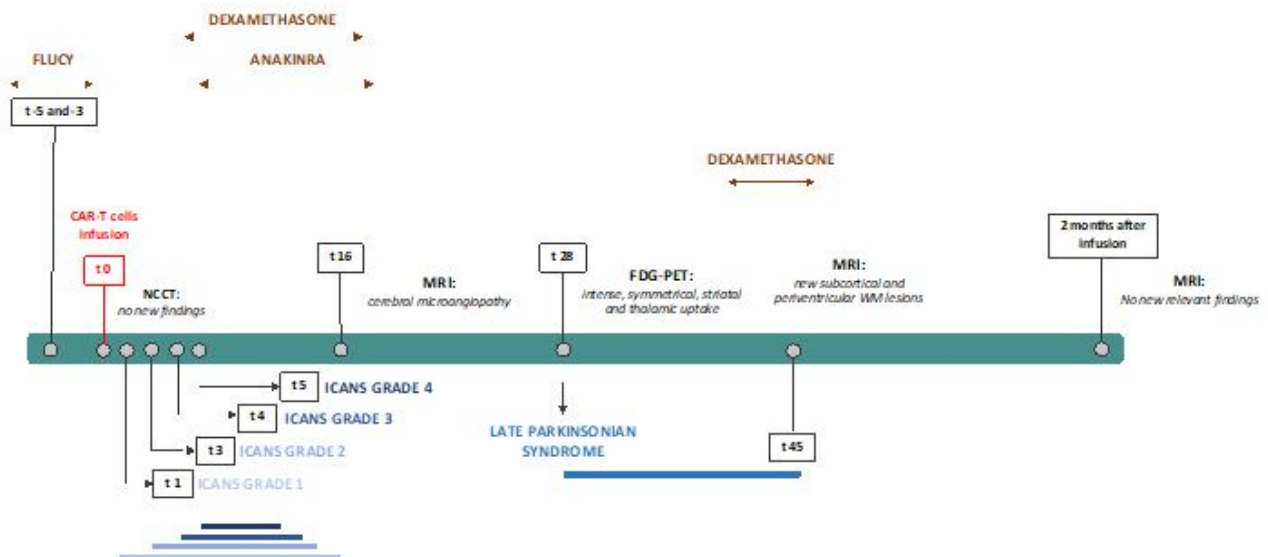 DEXAMETHASONE
FLUCY
ANAKINRA
t -5 and -3
DEXAMETHASONE
CAR-T cells
infusion
t0
NCCT:
no new findings
t16
MRI:
cerebral microangiopathy
t 28
FDG-PET:
intense, symmetrical, striatal
and thalamic uptake
MRI:
new subcortical and
periventricular WM lesions
2 months after
infusion
MRI:
No new relevant findings
t5 ICANS GRADE 4
t4 ICANS GRADE 3
t3 ICANS GRADE 2
t1 ICANS GRADE 1
LATE PARKINSONIAN
SYNDROME
t45